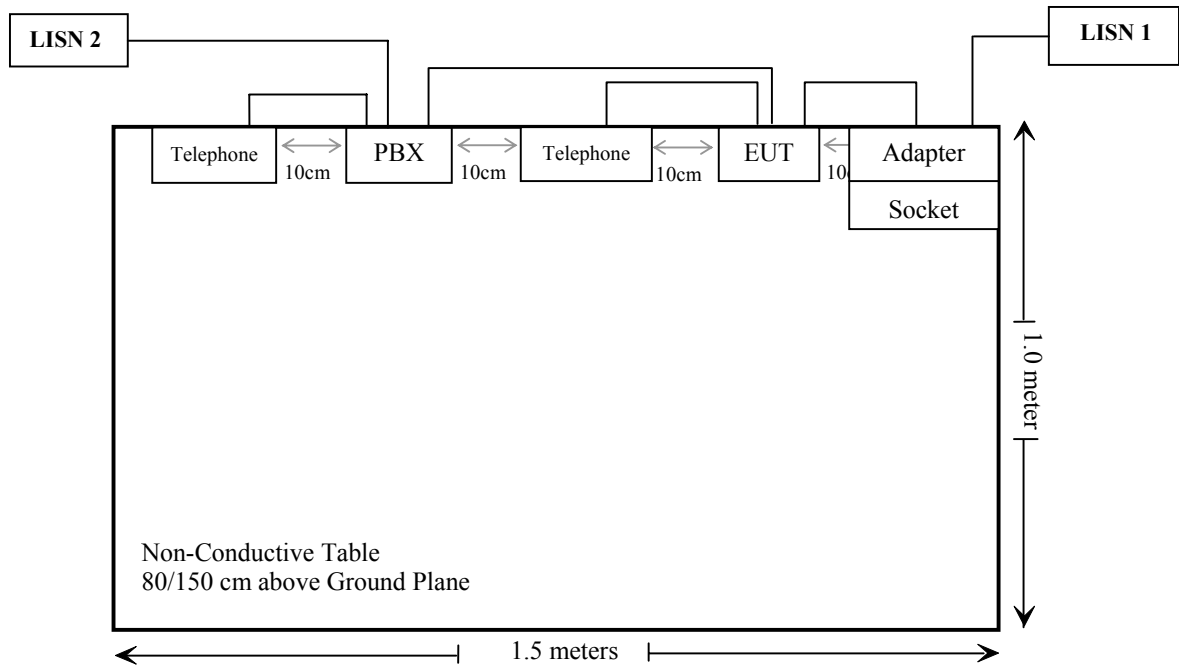 LISN 2
LISN 1
Telephone
PBX
Telephone
EUT
Adapter
10cm
10cm
10cm
10
Socket
1.0 meter
Non-Conductive Table
80/150 cm above Ground Plane
1.5 meters